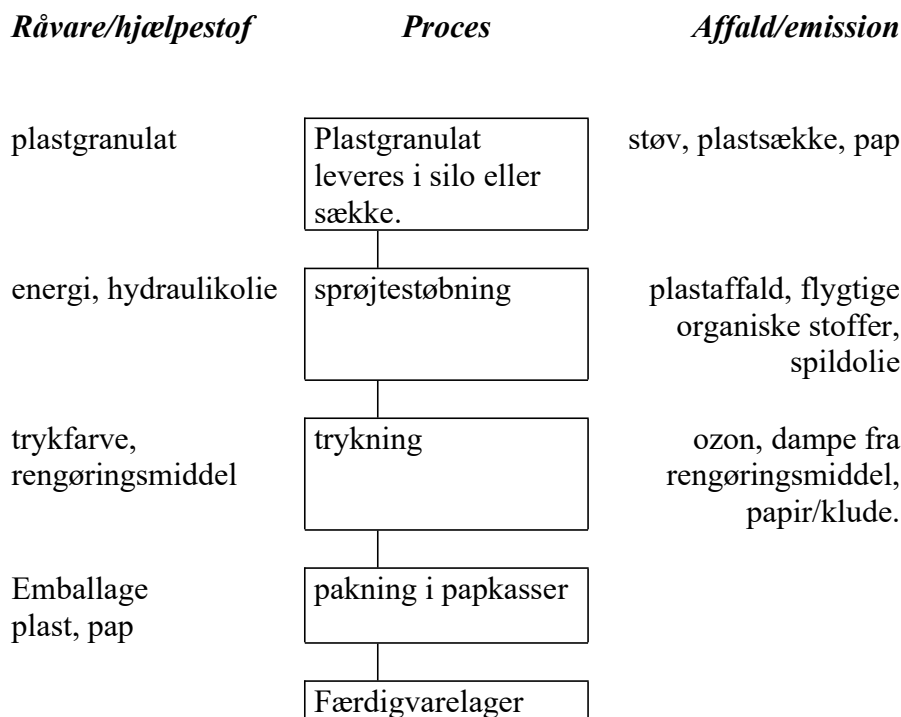 Råvare/hjælpestof Proces Affald/emission
plastgranulat
Plastgranulat
leveres i silo eller
sække.
støv, plastsække, pap
energi, hydraulikolie
sprøjtestøbning
plastaffald, flygtige
organiske stoffer,
spildolie
trykfarve,
rengøringsmiddel
trykning
ozon, dampe fra
rengøringsmiddel,
papir/klude.
Emballage
plast, pap
pakning i papkasser
Færdigvarelager